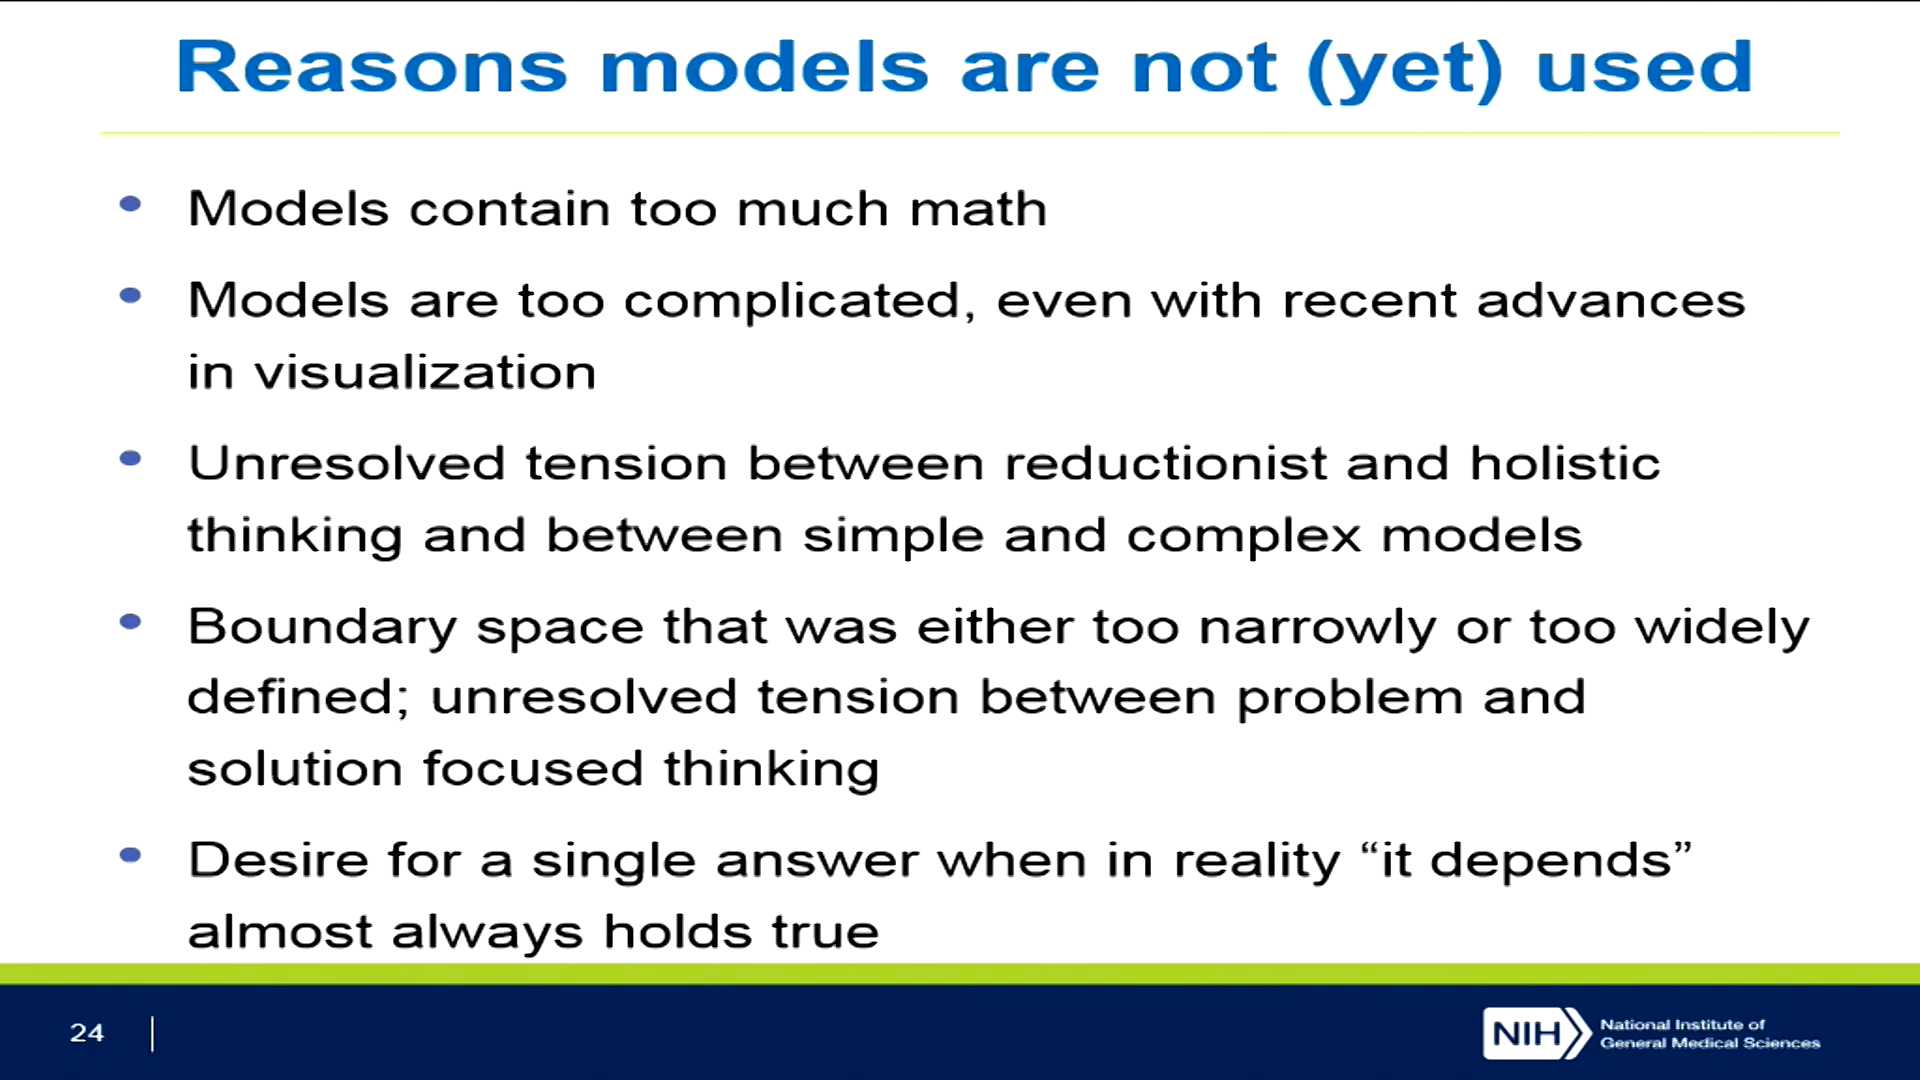 Reasons models are not (yet) used
• Models contain too much math
• Models are too complicated, even with recent advances
in visualization
• Unresolved tension between reductionist and holistic
thinking and between simple and complex models
• Boundary space that was either too narrowly or too widely
defined; unresolved tension between problem and
solution focused thinking
• Desire for a single answer when in reality “it depends”
almost always holds true
24
NIH
National Institute of
General Medical Sciences